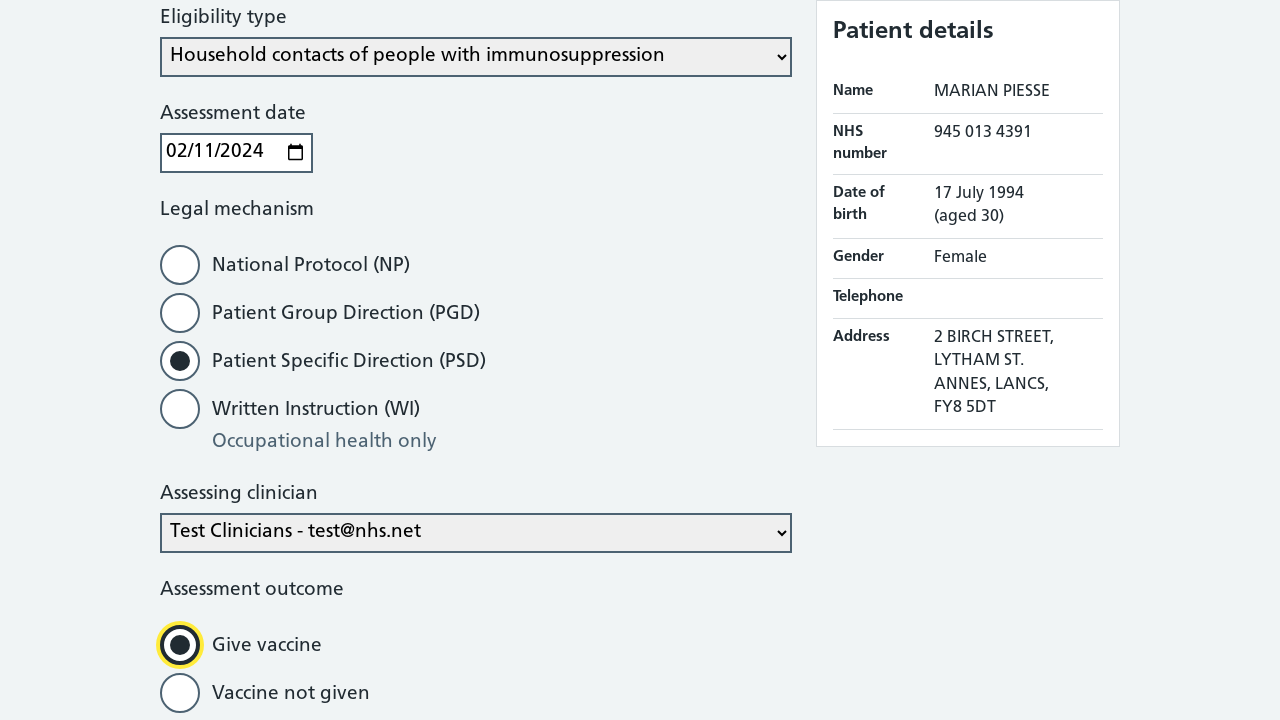 Eligibility type
Household contacts of people with immunosuppression
Assessment date
02/11/2024
Legal mechanism
National Protocol (NP)
Patient Group Direction (PGD)
Patient Specific Direction (PSD)
Written Instruction (WI)
Occupational health only
Assessing clinician
Test Clinicians - test@nhs.net
Assessment outcome
Give vaccine
Vaccine not given
Patient details
Name MARIAN PIESSE
NHS number 945 013 4391
Date of birth 17 July 1994
(aged 30)
Gender Female
Telephone
Address 2 BIRCH STREET,
LYTHAM ST.
ANNES, LANCS,
FY8 5DT